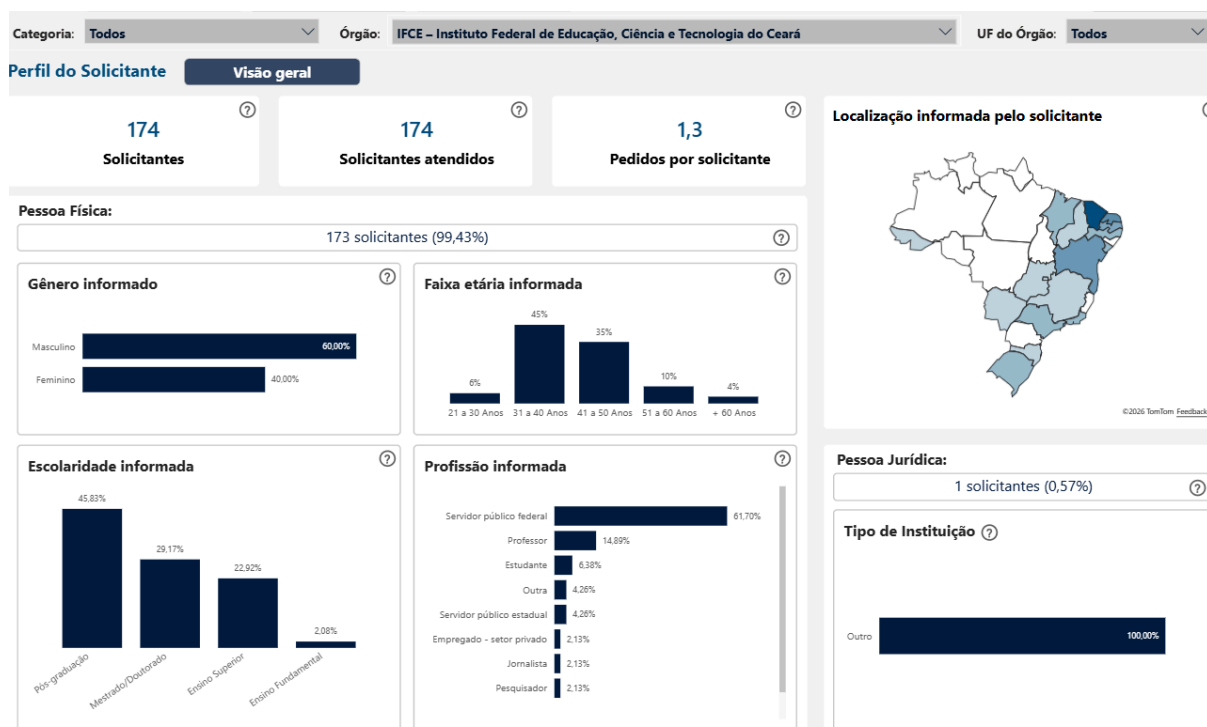 Categoria: Todos Órgão: IFCE – Instituto Federal de Educação, Ciência e Tecnologia do Ceará UF do Órgão: Todos
Perfil do Solicitante Visão geral
174
Solicitantes
174
Solicitantes atendidos
1,3
Pedidos por solicitante
Localização informada pelo solicitante
©2026 TomTom Feedback
Pessoa Física:
173 solicitantes (99,43%)
Gênero informado
Masculino 60,00%
Feminino 40,00%
Faixa etária informada
6% 45% 35% 10% 4%
21 a 30 Anos 31 a 40 Anos 41 a 50 Anos 51 a 60 Anos + 60 Anos
Escolaridade informada
45,83% 29,17% 22,92% 2,08%
Pós-graduação Mestrado/Doutorado Ensino Superior Ensino Fundamental
Profissão informada
Servidor público federal 61,70%
Professor 14,89%
Estudante 6,38%
Outra 4,26%
Servidor público estadual 4,26%
Empregado - setor privado 2,13%
Jornalista 2,13%
Pesquisador 2,13%
Pessoa Jurídica:
1 solicitantes (0,57%)
Tipo de Instituição
Outro 100,00%